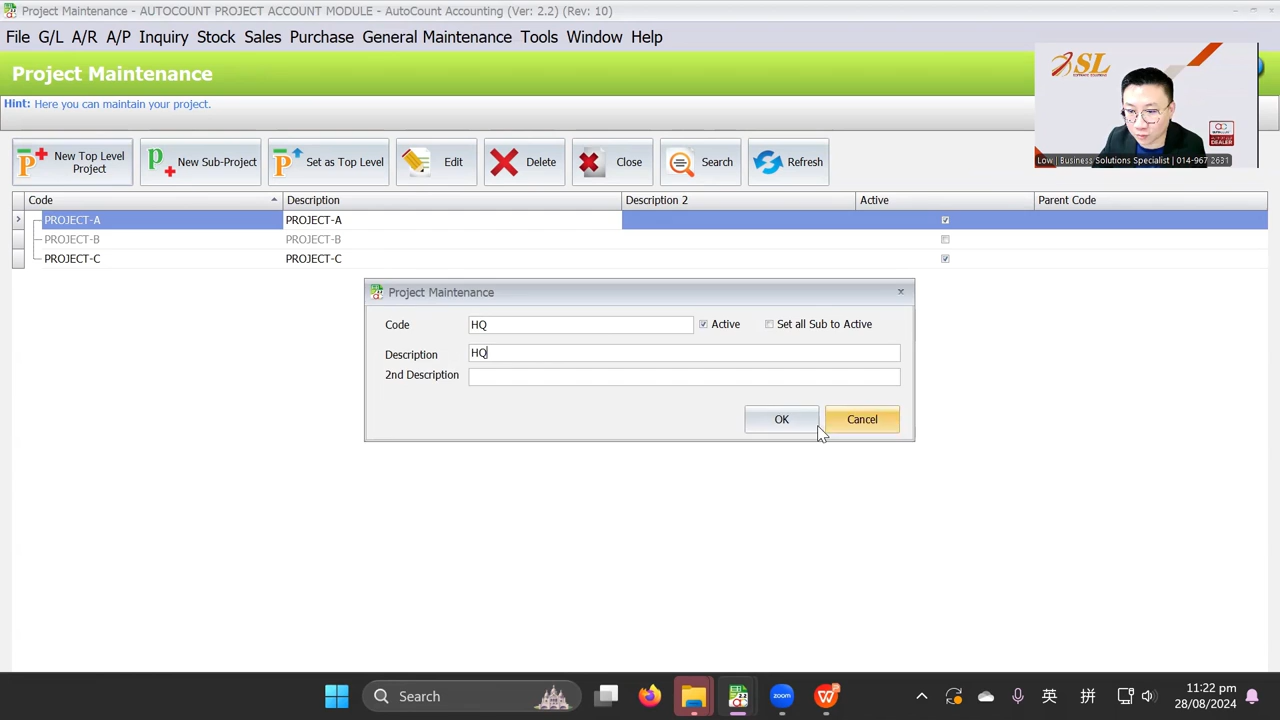 Project Maintenance - AUTOCOUNT PROJECT ACCOUNT MODULE - AutoCount Accounting (Ver: 2.2) (Rev: 10)
File G/L A/R A/P Inquiry Stock Sales Purchase General Maintenance Tools Window Help
Project Maintenance
Hint: Here you can maintain your project.
SL
Low | Business Solutions Specialist | 014-967 2631
New Top Level Project
New Sub-Project
Set as Top Level
Edit
Delete
Close
Search
Refresh
Code Description Description 2 Active Parent Code
PROJECT-A PROJECT-A
PROJECT-B PROJECT-B
PROJECT-C PROJECT-C
Project Maintenance
Code HQ Active Set all Sub to Active
Description HQ
2nd Description
OK Cancel
Search
zoom
英 拼
11:22 pm
28/08/2024